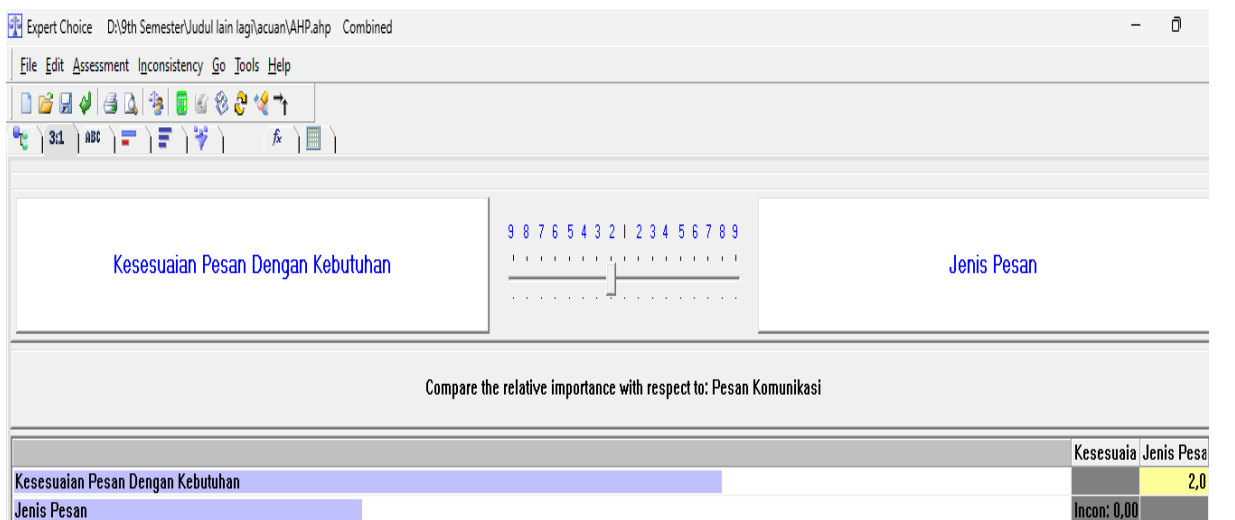 Expert Choice D:\9th Semester\Judul lain lagi\acuan\AHP.ahp Combined
File Edit Assessment Inconsistency Go Tools Help
3:1 ABC fx
9 8 7 6 5 4 3 2 1 2 3 4 5 6 7 8 9
Kesesuaian Pesan Dengan Kebutuhan Jenis Pesan
Compare the relative importance with respect to: Pesan Komunikasi
Kesesuaia Jenis Pesa
Kesesuaian Pesan Dengan Kebutuhan 2,0
Jenis Pesan Incon: 0,00